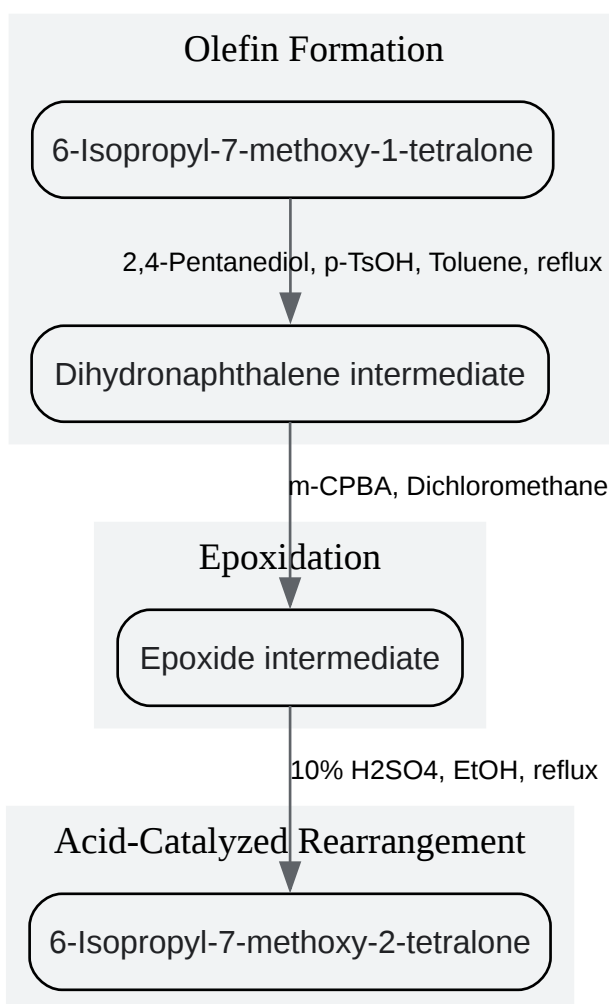 Olefin Formation
6-Isopropyl-7-methoxy-1-tetralone
2,4-Pentanediol, p-TsOH, Toluene, reflux
Dihydronaphthalene intermediate
m-CPBA, Dichloromethane
Epoxidation
Epoxide intermediate
10% H2SO4, EtOH, reflux
Acid-Catalyzed Rearrangement
6-Isopropyl-7-methoxy-2-tetralone